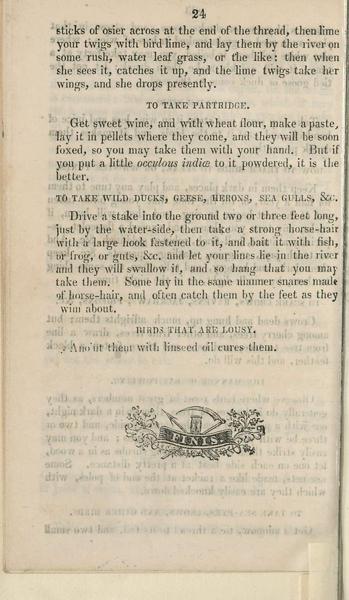 24
sticks of osier across at the end of the thread, then lime
your twigs with bird lime, and lay them by the river on
some rush, water leaf grass, or the like: then when
she sees it, catches it up, and the lime twigs take her
wings, and she drops presently.
TO TAKE PARTRIDGE.
Get sweet wine, and with wheat flour, make a paste,
lay it in pellets where they come, and they will be soon
foxed, so you may take them with your hand. But if
you put a little occulous indiæ to it powdered, it is the
better.
TO TAKE WILD DUCKS, GEESE, HERONS, SEA GULLS, &c.
Drive a stake into the ground two or three feet long,
just by the water-side, then take a strong horse-hair
with a large hook fastened to it, and bait it with fish,
or frog, or guts, &c. and let your lines lie in the river
and they will swallow it, and so hang that you may
take them. Some lay in the same manner snares made
of horse-hair, and often catch them by the feet as they
wim about.
BIRDS THAT ARE LOUSY.
Ano'nt them with linseed oil cures them.
FINIS.